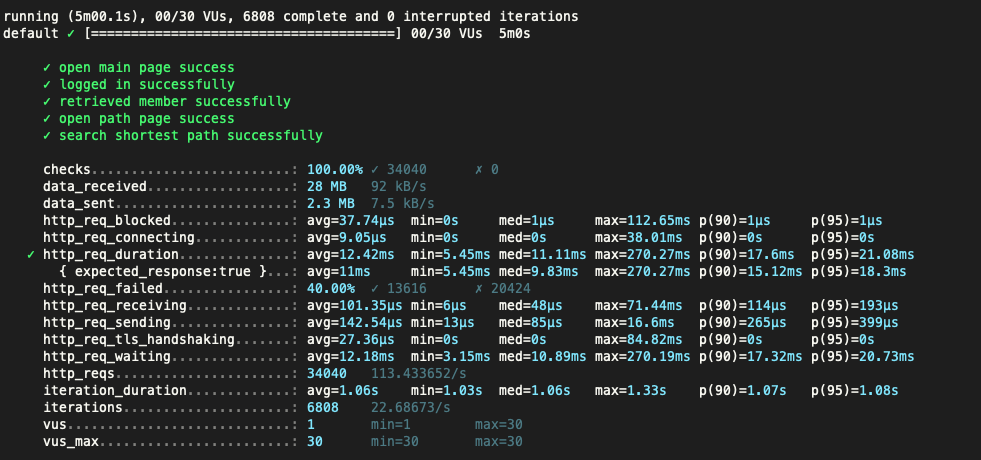 running (5m00.1s), 00/30 VUs, 6808 complete and 0 interrupted iterations
default ✓ [======================================] 00/30 VUs  5m0s
✓ open main page success
✓ logged in successfully
✓ retrieved member successfully
✓ open path page success
✓ search shortest path successfully
checks.........................: 100.00% ✓ 34040      ✗ 0
data_received..................: 28 MB   92 kB/s
data_sent......................: 2.3 MB  7.5 kB/s
http_req_blocked...............: avg=37.74µs  min=0s     med=1µs     max=112.65ms p(90)=1µs     p(95)=1µs
http_req_connecting............: avg=9.05µs   min=0s     med=0s      max=38.01ms  p(90)=0s      p(95)=0s
✓ http_req_duration..............: avg=12.42ms  min=5.45ms med=11.11ms max=270.27ms p(90)=17.6ms  p(95)=21.08ms
{ expected_response:true }...: avg=11ms     min=5.45ms med=9.83ms  max=270.27ms p(90)=15.12ms p(95)=18.3ms
http_req_failed................: 40.00%  ✓ 13616      ✗ 20424
http_req_receiving.............: avg=101.35µs min=6µs    med=48µs    max=71.44ms  p(90)=114µs   p(95)=193µs
http_req_sending...............: avg=142.54µs min=13µs   med=85µs    max=16.6ms   p(90)=265µs   p(95)=399µs
http_req_tls_handshaking.......: avg=27.36µs  min=0s     med=0s      max=84.82ms  p(90)=0s      p(95)=0s
http_req_waiting...............: avg=12.18ms  min=3.15ms med=10.89ms max=270.19ms p(90)=17.32ms p(95)=20.73ms
http_reqs......................: 34040   113.433652/s
iteration_duration.............: avg=1.06s    min=1.03s  med=1.06s   max=1.33s    p(90)=1.07s   p(95)=1.08s
iterations.....................: 6808    22.68673/s
vus............................: 1       min=1        max=30
vus_max........................: 30      min=30       max=30